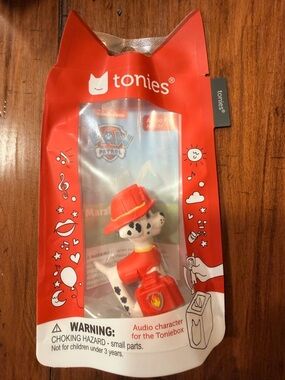 tonies®
tonies®
PAW
PATROL
Mars
⚠ WARNING:
CHOKING HAZARD - small parts.
Not for children under 3 years.
Audio character
for the Toniebox